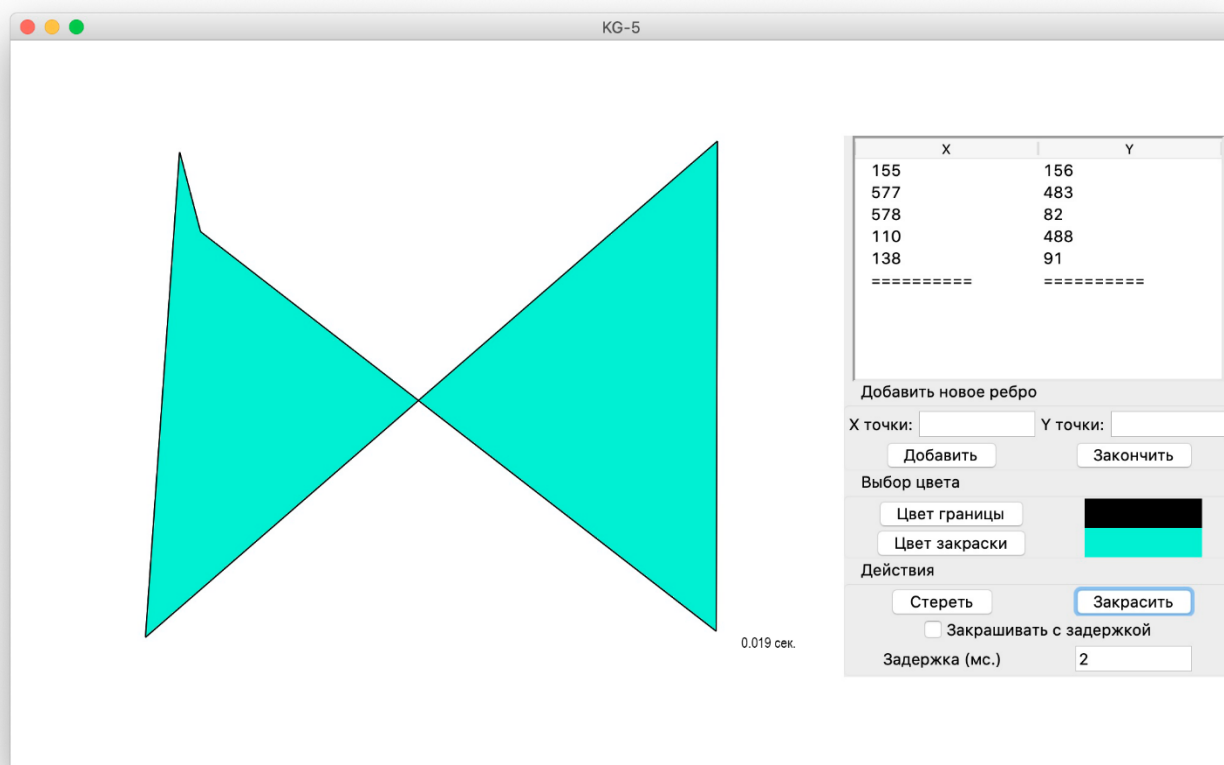 KG-5
X Y
155 156
577 483
578 82
110 488
138 91
========== ==========
Добавить новое ребро
X точки: Y точки:
Добавить Закончить
Выбор цвета
Цвет границы
Цвет закраски
Действия
Стереть Закрасить
Закрашивать с задержкой
0.019 сек.
Задержка (мс.) 2